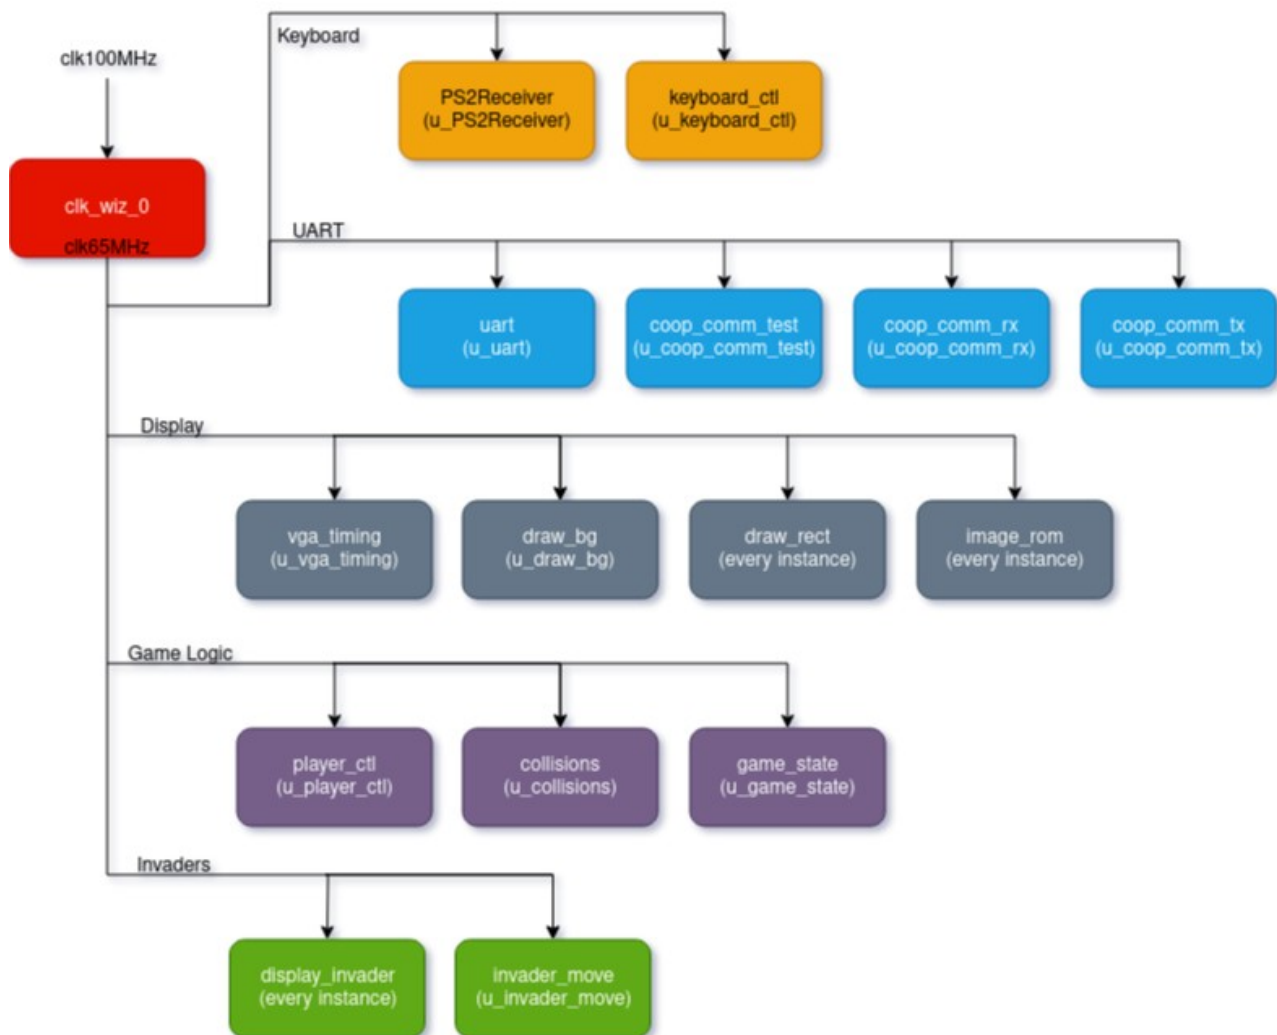 Keyboard
clk100MHz
PS2Receiver
(u_PS2Receiver)
keyboard_ctl
(u_keyboard_ctl)
clk_wiz_0
clk65MHz
UART
uart
(u_uart)
coop_comm_test
(u_coop_comm_test)
coop_comm_rx
(u_coop_comm_rx)
coop_comm_tx
(u_coop_comm_tx)
Display
vga_timing
(u_vga_timing)
draw_bg
(u_draw_bg)
draw_rect
(every instance)
image_rom
(every instance)
Game Logic
player_ctl
(u_player_ctl)
collisions
(u_collisions)
game_state
(u_game_state)
Invaders
display_invader
(every instance)
invader_move
(u_invader_move)